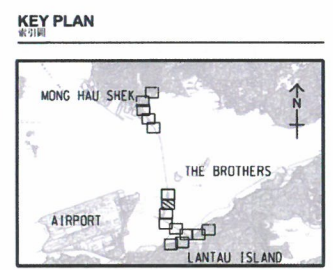 KEY PLAN
索引圖
MONG HAU SHEK
N
THE BROTHERS
AIRPORT
LANTAU ISLAND